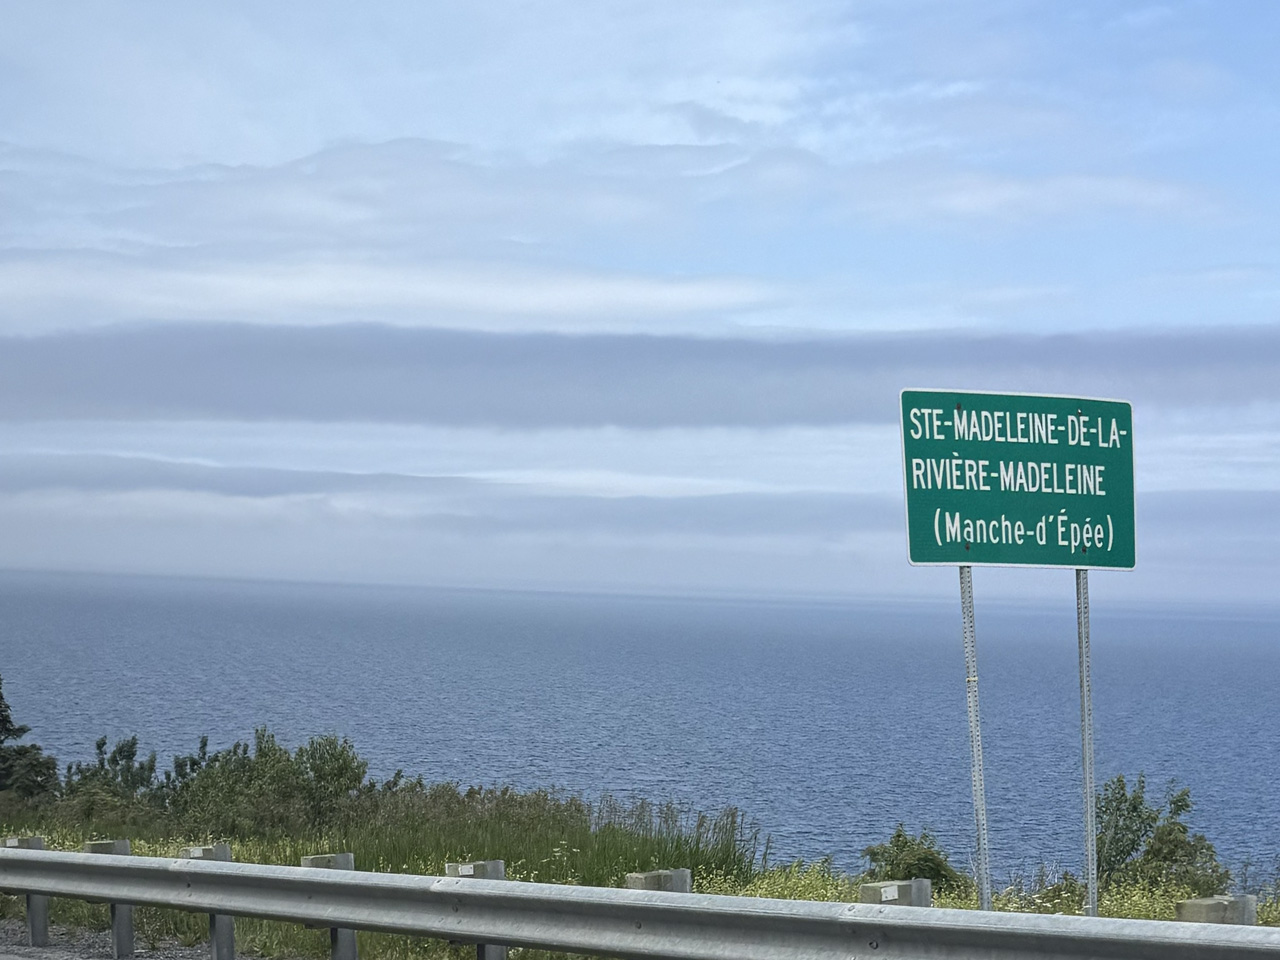 STE-MADELEINE-DE-LA-
RIVIÈRE-MADELEINE
(Manche-d'Épée)